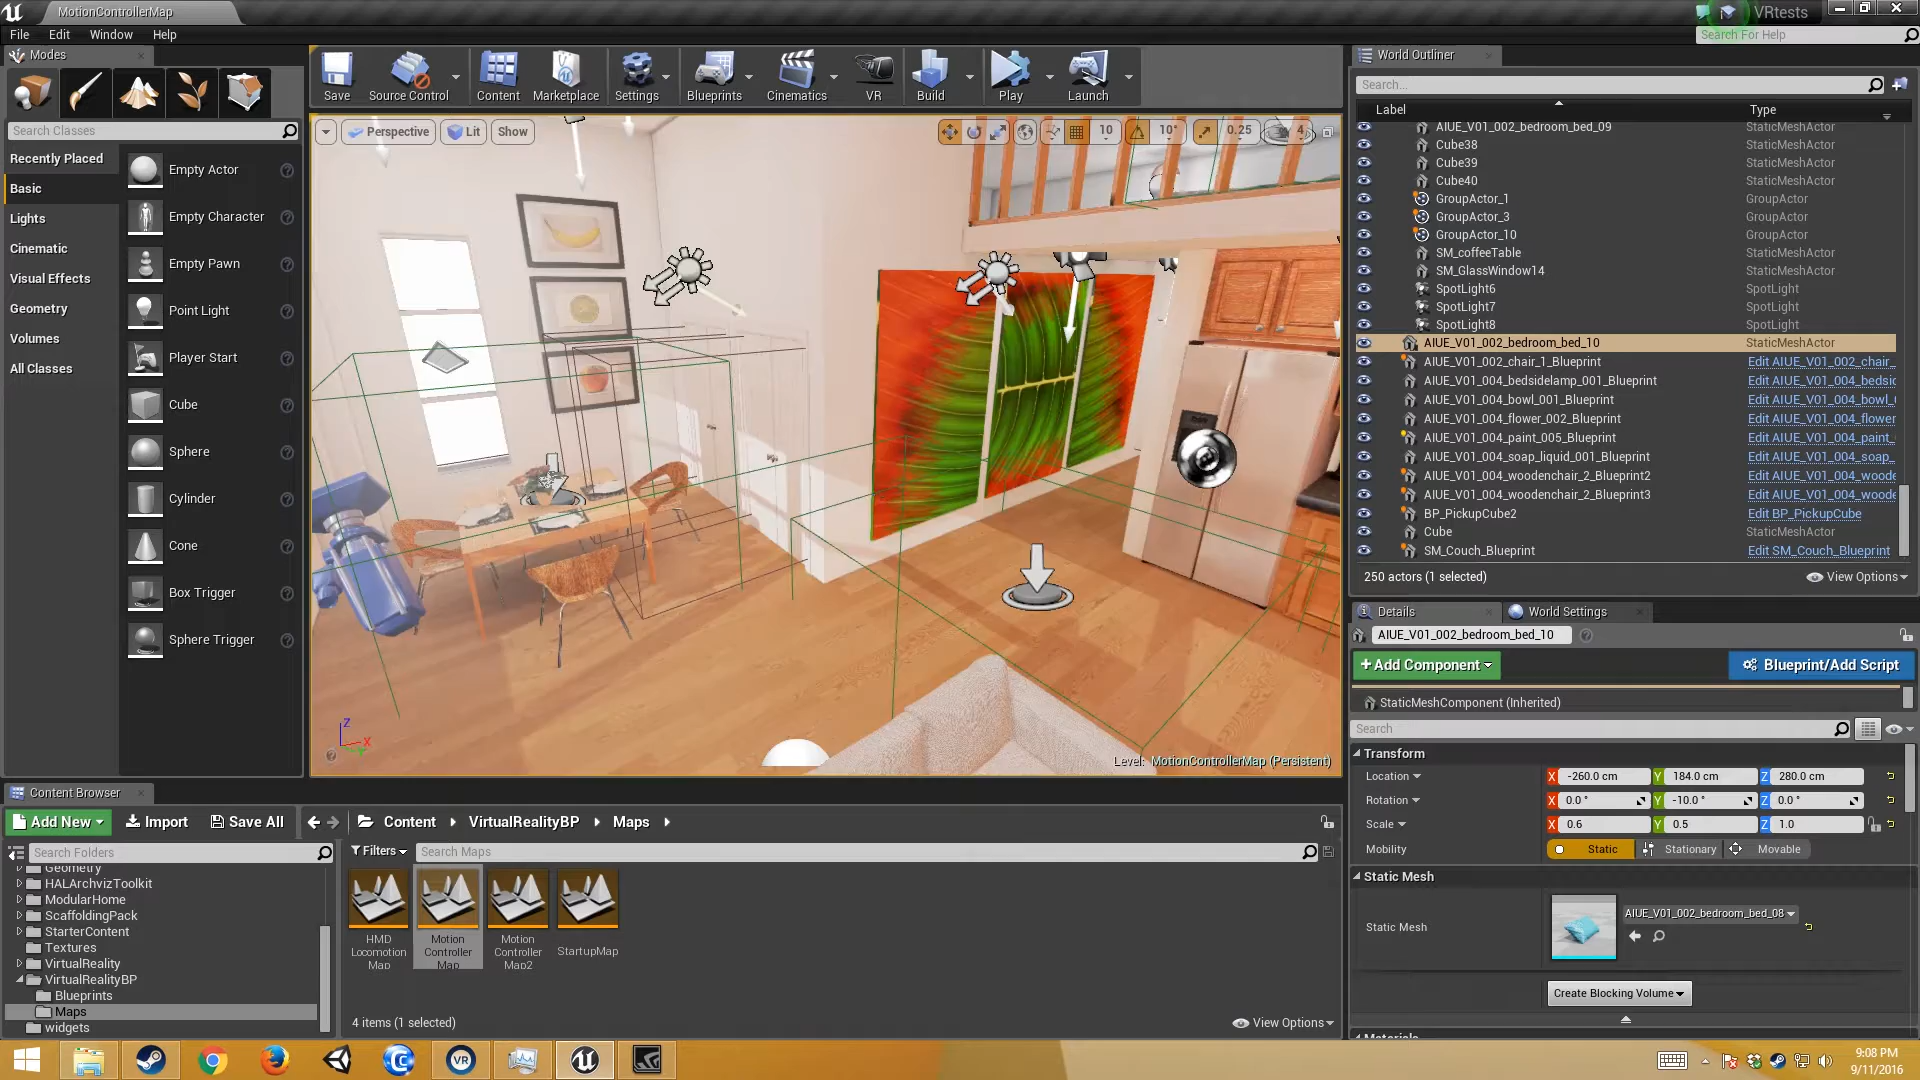 MotionControllerMap
VRtests
File Edit Window Help
Search For Help
Modes
Search Classes
Recently Placed
Basic
Lights
Cinematic
Visual Effects
Geometry
Volumes
All Classes
Empty Actor
Empty Character
Empty Pawn
Point Light
Player Start
Cube
Sphere
Cylinder
Cone
Box Trigger
Sphere Trigger
Save
Source Control
Content
Marketplace
Settings
Blueprints
Cinematics
VR
Build
Play
Launch
Perspective Lit Show
10 10° 0.25 4
Z
X
Level: MotionControllerMap (Persistent)
World Outliner
Search...
Label Type
AIUE_V01_002_bedroom_bed_09 StaticMeshActor
Cube38 StaticMeshActor
Cube39 StaticMeshActor
Cube40 StaticMeshActor
GroupActor_1 GroupActor
GroupActor_3 GroupActor
GroupActor_10 GroupActor
SM_coffeeTable StaticMeshActor
SM_GlassWindow14 StaticMeshActor
SpotLight6 SpotLight
SpotLight7 SpotLight
SpotLight8 SpotLight
AIUE_V01_002_bedroom_bed_10 StaticMeshActor
AIUE_V01_002_chair_1_Blueprint Edit AIUE_V01_002_chair_
AIUE_V01_004_bedsidelamp_001_Blueprint Edit AIUE_V01_004_bedsic
AIUE_V01_004_bowl_001_Blueprint Edit AIUE_V01_004_bowl_
AIUE_V01_004_flower_002_Blueprint Edit AIUE_V01_004_flower
AIUE_V01_004_paint_005_Blueprint Edit AIUE_V01_004_paint_
AIUE_V01_004_soap_liquid_001_Blueprint Edit AIUE_V01_004_soap_
AIUE_V01_004_woodenchair_2_Blueprint2 Edit AIUE_V01_004_woode
AIUE_V01_004_woodenchair_2_Blueprint3 Edit AIUE_V01_004_woode
BP_PickupCube2 Edit BP_PickupCube
Cube StaticMeshActor
SM_Couch_Blueprint Edit SM_Couch_Blueprint
250 actors (1 selected) View Options
Details World Settings
AIUE_V01_002_bedroom_bed_10
+Add Component Blueprint/Add Script
StaticMeshComponent (Inherited)
Search
Transform
Location X -260.0 cm Y 184.0 cm Z 280.0 cm
Rotation X 0.0 ° Y -10.0 ° Z 0.0 °
Scale X 0.6 Y 0.5 Z 1.0
Mobility Static Stationary Movable
Static Mesh
Static Mesh AIUE_V01_002_bedroom_bed_08
Create Blocking Volume
Materials
Content Browser
Add New Import Save All Content VirtualRealityBP Maps
Search Folders
Filters Search Maps
Geometry
HALArchvizToolkit
ModularHome
ScaffoldingPack
StarterContent
Textures
VirtualReality
VirtualRealityBP
Blueprints
Maps
widgets
HMD
Locomotion
Map
Motion
Controller
Map
Motion
Controller
Map2
StartupMap
4 items (1 selected) View Options
VR
9:08 PM
9/11/2016